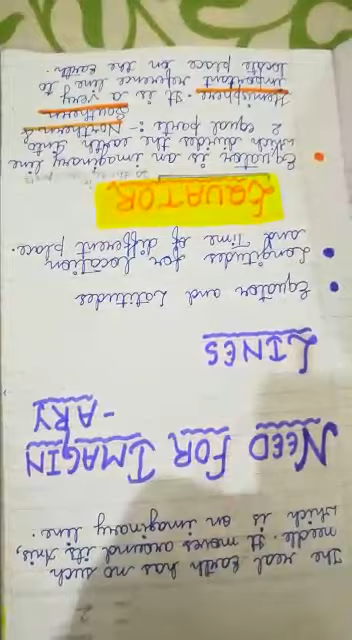 The real Earth has no such
needle. It moves around its Axis,
which is an imaginary line.
NEED FOR IMAGIN
-ARY
LINES
Equator and Latitudes
Longitudes for location
and Time of different place.
EQUATOR
Equator is an imaginary line
which divides the earth Into
2 equal parts :- Northern &
Southern
Hemisphere. It is a very
important reference line to
locate place on the Earth.